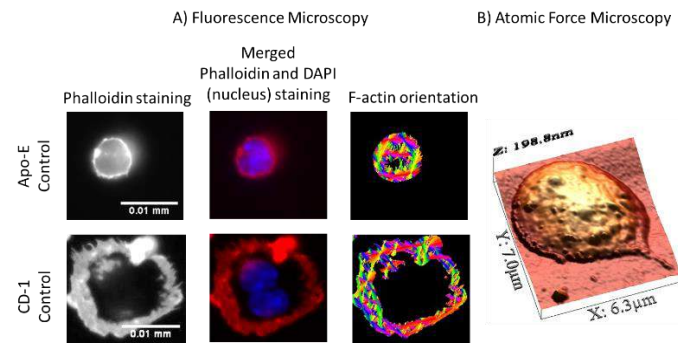 A) Fluorescence Microscopy
B) Atomic Force Microscopy
Phalloidin staining
Merged
Phalloidin and DAPI
(nucleus) staining
F-actin orientation
Apo-E
Control
0.01 mm
Z: 198.8nm
Y: 7.0µm
X: 6.3µm
CD-1
Control
0.01 mm